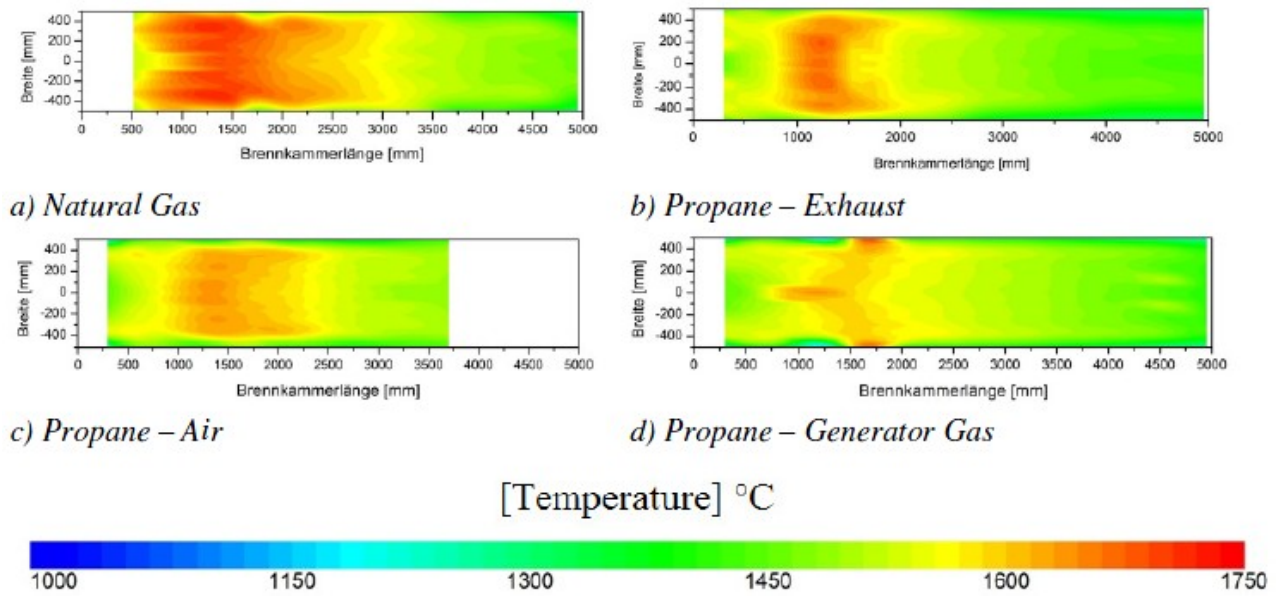 Breite [mm]
400
200
0
-200
-400
0 500 1000 1500 2000 2500 3000 3500 4000 4500 5000
Brennkammerlänge [mm]
a) Natural Gas
Breite [mm]
400
200
0
-200
-400
0 1000 2000 3000 4000 5000
Brennkammerlänge [mm]
b) Propane – Exhaust
Breite [mm]
400
200
0
-200
-400
0 500 1000 1500 2000 2500 3000 3500 4000 4500 5000
Brennkammerlänge [mm]
c) Propane – Air
Breite [mm]
400
200
0
-200
-400
0 500 1000 1500 2000 2500 3000 3500 4000 4500 5000
Brennkammerlänge [mm]
d) Propane – Generator Gas
[Temperature] °C
1000 1150 1300 1450 1600 1750